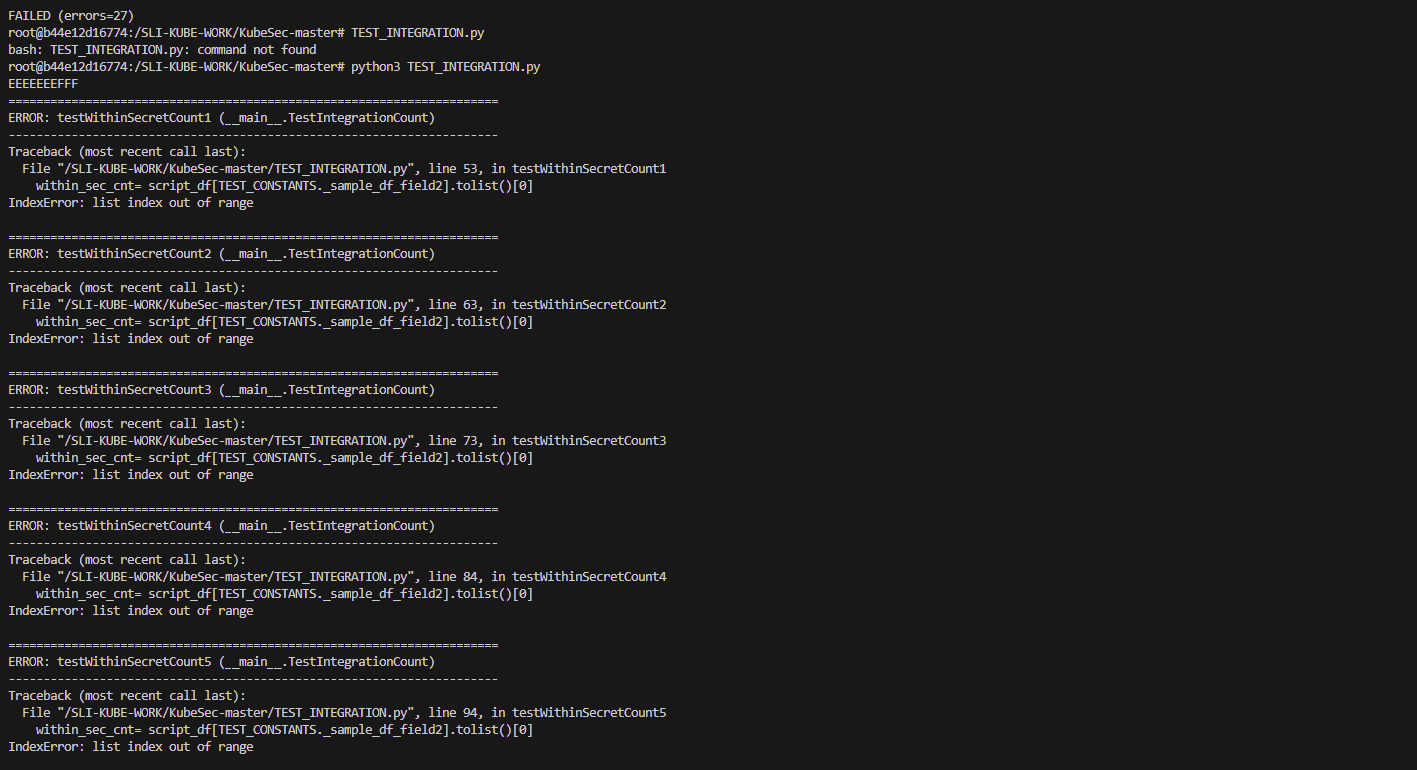 FAILED (errors=27)
root@b44e12d16774:/SLI-KUBE-WORK/KubeSec-master# TEST_INTEGRATION.py
bash: TEST_INTEGRATION.py: command not found
root@b44e12d16774:/SLI-KUBE-WORK/KubeSec-master# python3 TEST_INTEGRATION.py
EEEEEEEFFF
======================================================================
ERROR: testWithinSecretCount1 (__main__.TestIntegrationCount)
----------------------------------------------------------------------
Traceback (most recent call last):
  File "/SLI-KUBE-WORK/KubeSec-master/TEST_INTEGRATION.py", line 53, in testWithinSecretCount1
    within_sec_cnt= script_df[TEST_CONSTANTS._sample_df_field2].tolist()[0]
IndexError: list index out of range

======================================================================
ERROR: testWithinSecretCount2 (__main__.TestIntegrationCount)
----------------------------------------------------------------------
Traceback (most recent call last):
  File "/SLI-KUBE-WORK/KubeSec-master/TEST_INTEGRATION.py", line 63, in testWithinSecretCount2
    within_sec_cnt= script_df[TEST_CONSTANTS._sample_df_field2].tolist()[0]
IndexError: list index out of range

======================================================================
ERROR: testWithinSecretCount3 (__main__.TestIntegrationCount)
----------------------------------------------------------------------
Traceback (most recent call last):
  File "/SLI-KUBE-WORK/KubeSec-master/TEST_INTEGRATION.py", line 73, in testWithinSecretCount3
    within_sec_cnt= script_df[TEST_CONSTANTS._sample_df_field2].tolist()[0]
IndexError: list index out of range

======================================================================
ERROR: testWithinSecretCount4 (__main__.TestIntegrationCount)
----------------------------------------------------------------------
Traceback (most recent call last):
  File "/SLI-KUBE-WORK/KubeSec-master/TEST_INTEGRATION.py", line 84, in testWithinSecretCount4
    within_sec_cnt= script_df[TEST_CONSTANTS._sample_df_field2].tolist()[0]
IndexError: list index out of range

======================================================================
ERROR: testWithinSecretCount5 (__main__.TestIntegrationCount)
----------------------------------------------------------------------
Traceback (most recent call last):
  File "/SLI-KUBE-WORK/KubeSec-master/TEST_INTEGRATION.py", line 94, in testWithinSecretCount5
    within_sec_cnt= script_df[TEST_CONSTANTS._sample_df_field2].tolist()[0]
IndexError: list index out of range